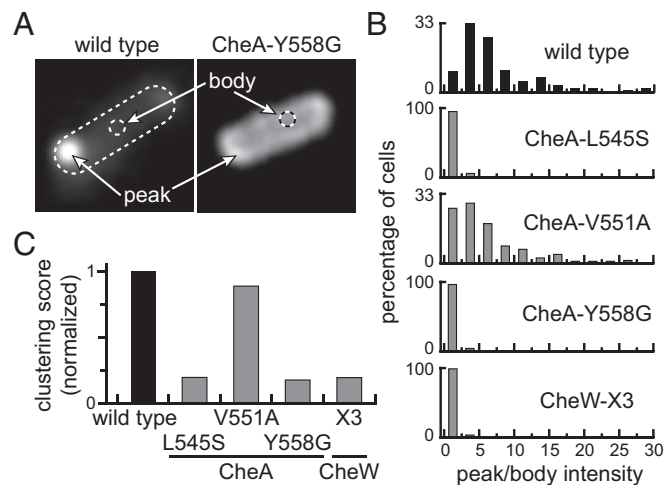 A
wild type
CheA-Y558G
body
peak
B
33
0
wild type
100
0
CheA-L545S
33
0
CheA-V551A
100
0
CheA-Y558G
100
0
CheW-X3
0 5 10 15 20 25 30
percentage of cells
peak/body intensity
C
clustering score
(normalized)
1
0
wild type V551A X3
L545S Y558G
CheA CheW